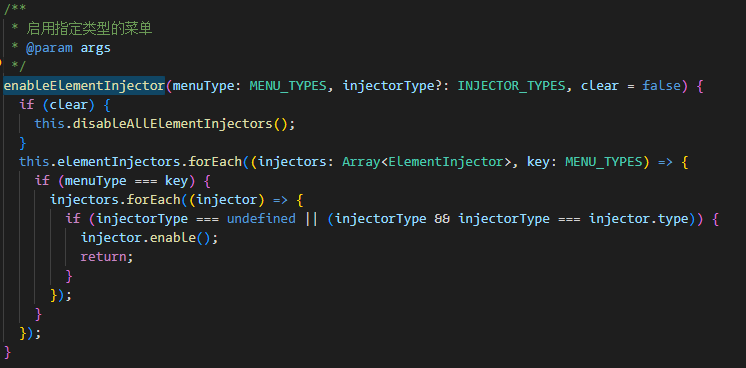 /**
 * 启用指定类型的菜单
 * @param args
 */
enableElementInjector(menuType: MENU_TYPES, injectorType?: INJECTOR_TYPES, clear = false) {
  if (clear) {
    this.disableAllElementInjectors();
  }
  this.elementInjectors.forEach((injectors: Array<ElementInjector>, key: MENU_TYPES) => {
    if (menuType === key) {
      injectors.forEach((injector) => {
        if (injectorType === undefined || (injectorType && injectorType === injector.type)) {
          injector.enable();
          return;
        }
      });
    }
  });
}